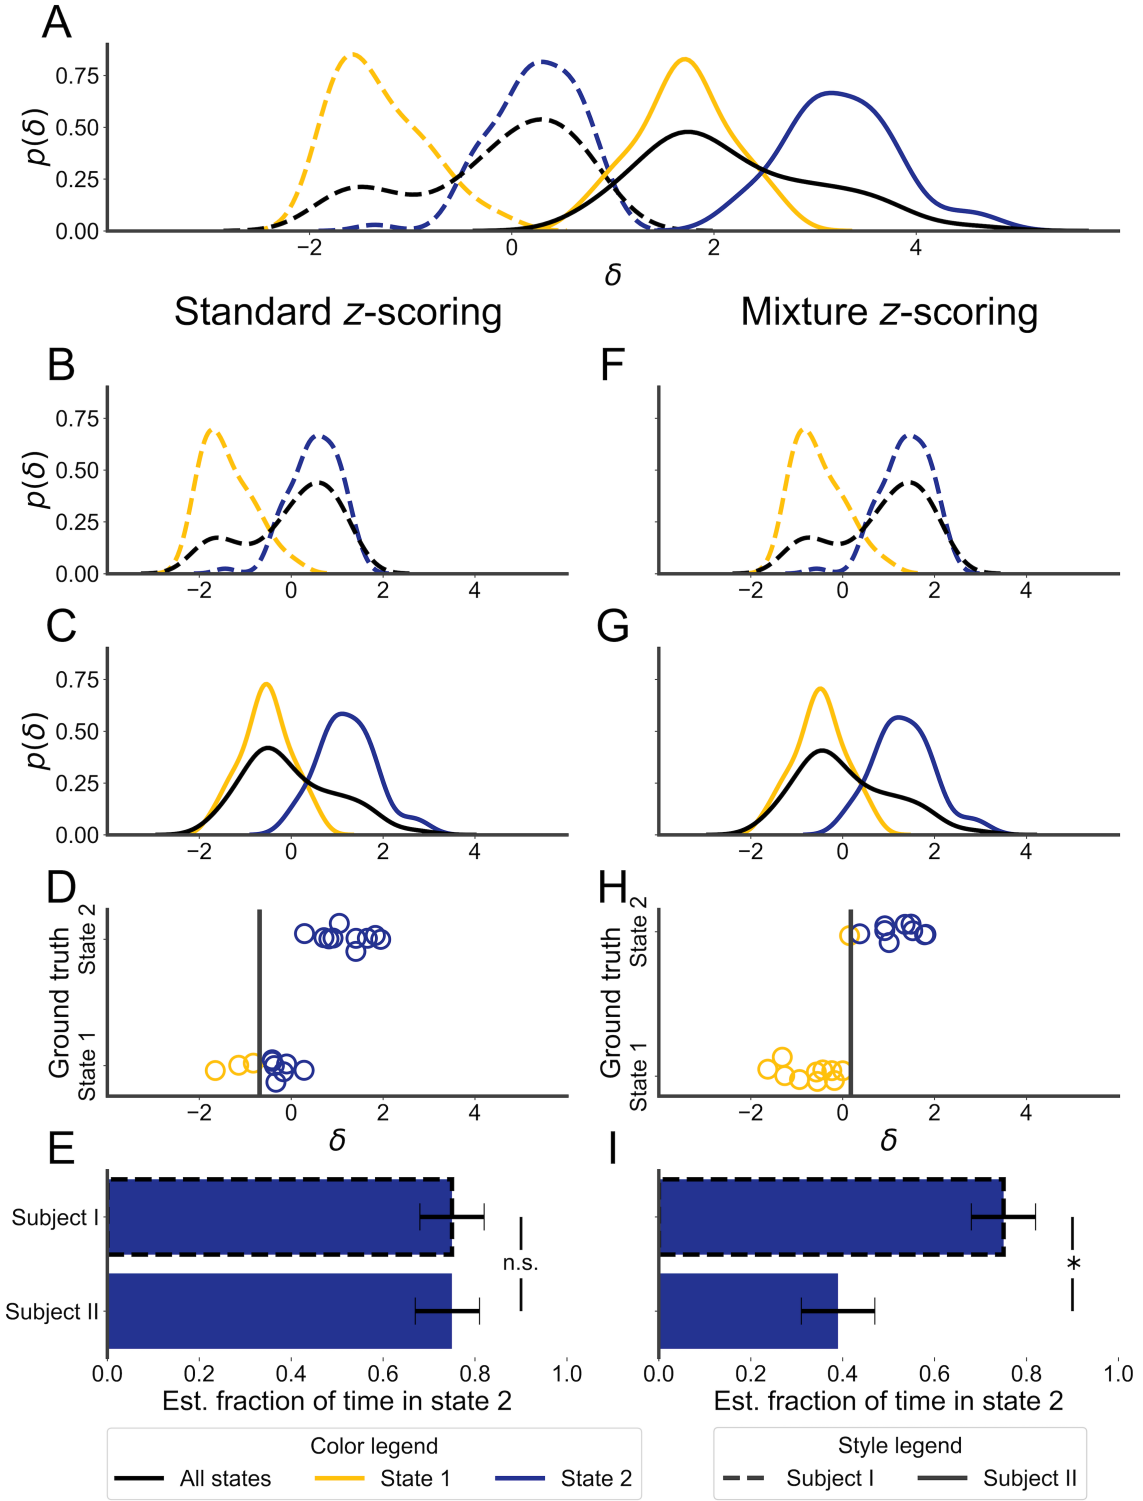 A
p(δ)
0.75
0.50
0.25
0.00
−2 0 2 4
δ
Standard z-scoring
Mixture z-scoring
B
p(δ)
0.75
0.50
0.25
0.00
−2 0 2 4
F
−2 0 2 4
C
p(δ)
0.75
0.50
0.25
0.00
−2 0 2 4
G
−2 0 2 4
D
Ground truth
State 2
State 1
−2 0 2 4
δ
H
Ground truth
State 2
State 1
−2 0 2 4
δ
E
Subject I
Subject II
n.s.
0.0 0.2 0.4 0.6 0.8 1.0
Est. fraction of time in state 2
I
*
0.0 0.2 0.4 0.6 0.8 1.0
Est. fraction of time in state 2
Color legend
All states State 1 State 2
Style legend
Subject I Subject II